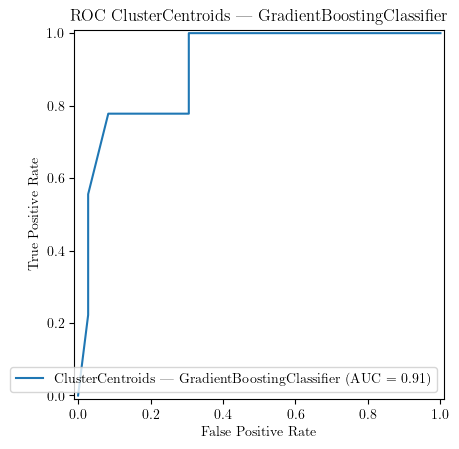 ROC ClusterCentroids — GradientBoostingClassifier
1.0
0.8
0.6
0.4
0.2
0.0
True Positive Rate
ClusterCentroids — GradientBoostingClassifier (AUC = 0.91)
0.0 0.2 0.4 0.6 0.8 1.0
False Positive Rate